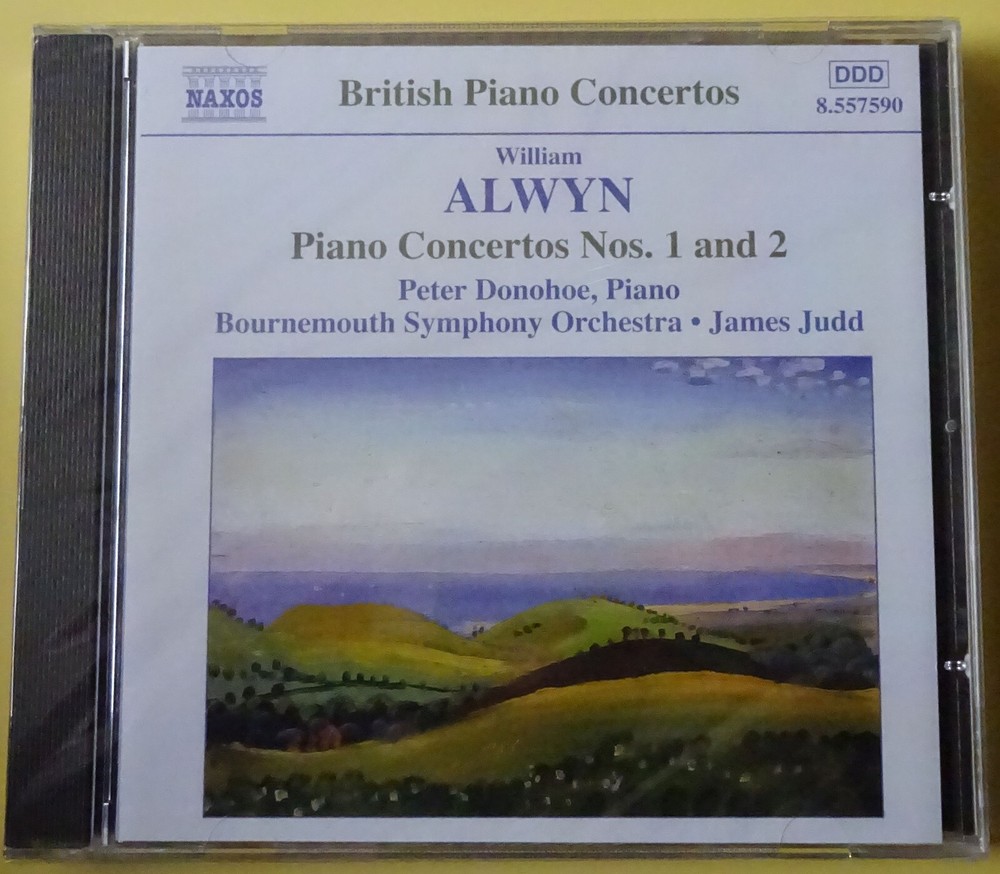 NAXOS
British Piano Concertos
DDD
8.557590
William
ALWYN
Piano Concertos Nos. 1 and 2
Peter Donohoe, Piano
Bournemouth Symphony Orchestra • James Judd